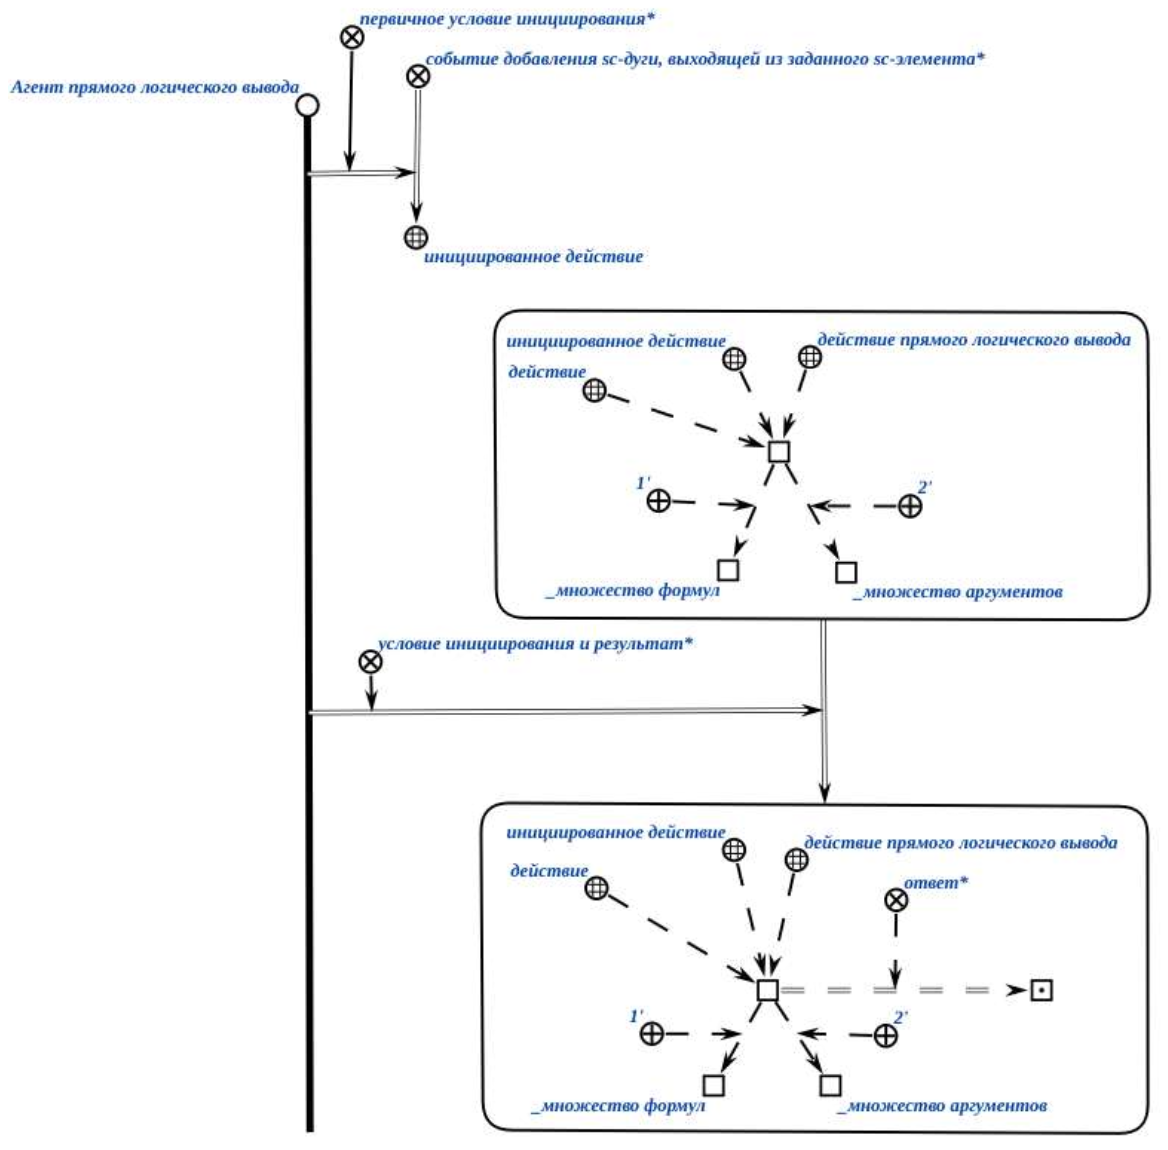 первичное условие инициирования*
событие добавления sc-дуги, выходящей из заданного sc-элемента*
Агент прямого логического вывода
инициированное действие
инициированное действие
действие прямого логического вывода
действие
1'
2'
_множество формул
_множество аргументов
условие инициирования и результат*
инициированное действие
действие прямого логического вывода
действие
ответ*
1'
2'
_множество формул
_множество аргументов